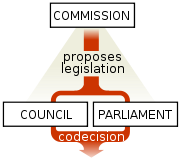 COMMISSION
proposes
legislation
COUNCIL PARLIAMENT
codecision